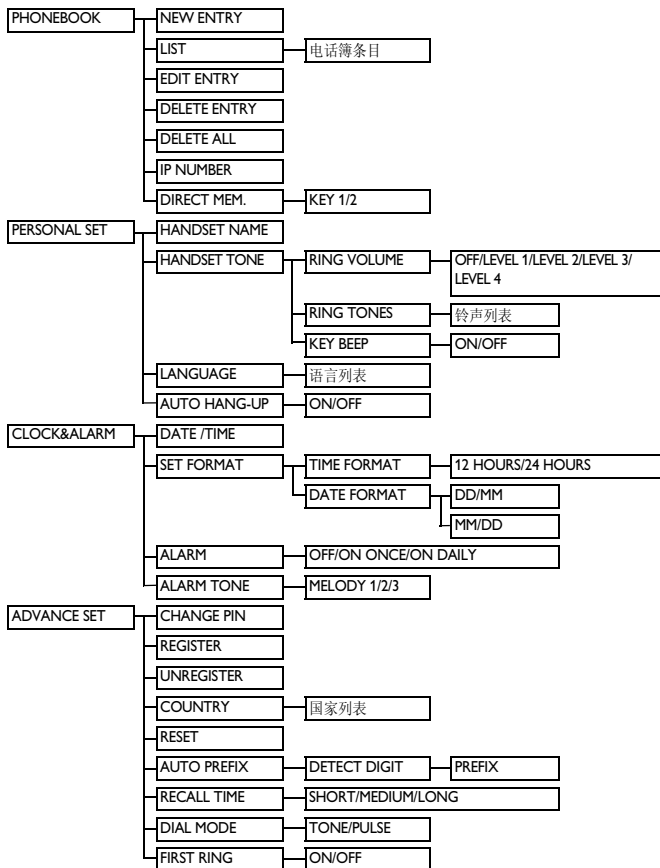 PHONEBOOK
NEW ENTRY
LIST
电话簿条目
EDIT ENTRY
DELETE ENTRY
DELETE ALL
IP NUMBER
DIRECT MEM.
KEY 1/2
PERSONAL SET
HANDSET NAME
HANDSET TONE
RING VOLUME
OFF/LEVEL 1/LEVEL 2/LEVEL 3/
LEVEL 4
RING TONES
铃声列表
KEY BEEP
ON/OFF
LANGUAGE
语言列表
AUTO HANG-UP
ON/OFF
CLOCK&ALARM
DATE /TIME
SET FORMAT
TIME FORMAT
12 HOURS/24 HOURS
DATE FORMAT
DD/MM
MM/DD
ALARM
OFF/ON ONCE/ON DAILY
ALARM TONE
MELODY 1/2/3
ADVANCE SET
CHANGE PIN
REGISTER
UNREGISTER
COUNTRY
国家列表
RESET
AUTO PREFIX
DETECT DIGIT
PREFIX
RECALL TIME
SHORT/MEDIUM/LONG
DIAL MODE
TONE/PULSE
FIRST RING
ON/OFF